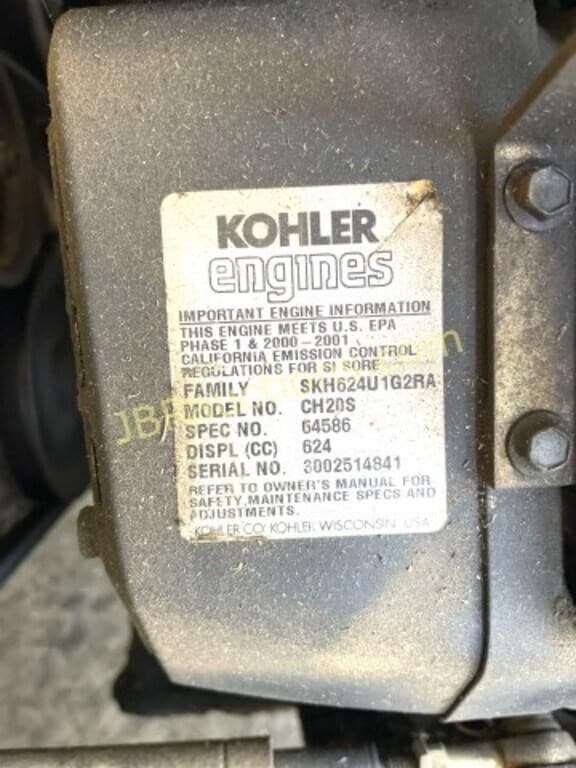 KOHLER
engines
IMPORTANT ENGINE INFORMATION
THIS ENGINE MEETS U.S. EPA
PHASE 1 & 2000-2001
CALIFORNIA EMISSION CONTROL
REGULATIONS FOR SI SORE
FAMILY SKH624U1G2RA
MODEL NO. CH20S
SPEC NO. 64586
DISPL (CC) 624
SERIAL NO. 3002514841
REFER TO OWNER'S MANUAL FOR
SAFETY, MAINTENANCE SPECS AND
ADJUSTMENTS.
KOHLER CO. KOHLER, WISCONSIN, USA